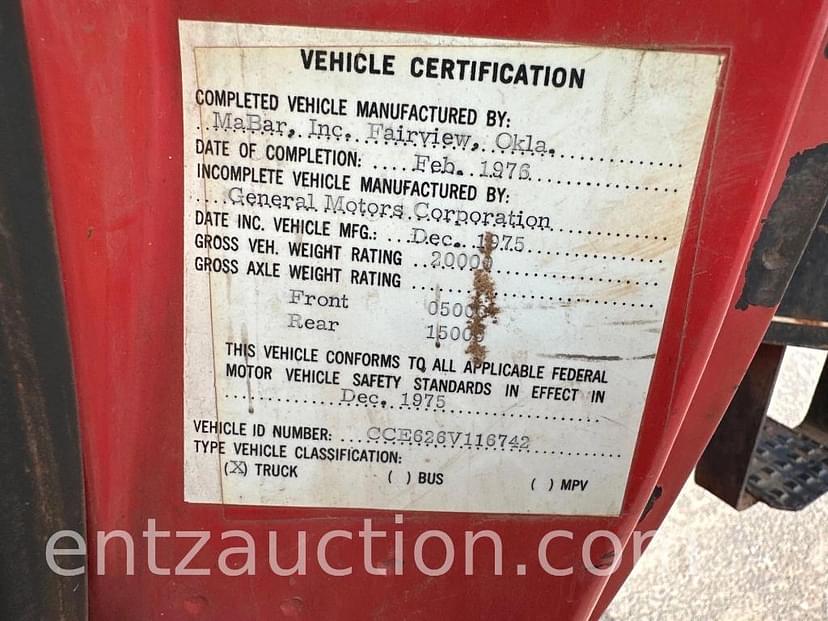 VEHICLE CERTIFICATION
COMPLETED VEHICLE MANUFACTURED BY:
MaBar, Inc. Fairview, Okla.
DATE OF COMPLETION: Feb. 1976
INCOMPLETE VEHICLE MANUFACTURED BY:
General Motors Corporation
DATE INC. VEHICLE MFG.: Dec. 1975
GROSS VEH. WEIGHT RATING 20000
GROSS AXLE WEIGHT RATING
Front 05000
Rear 15000
THIS VEHICLE CONFORMS TO ALL APPLICABLE FEDERAL
MOTOR VEHICLE SAFETY STANDARDS IN EFFECT IN
Dec. 1975
VEHICLE ID NUMBER: CCE626V116742
TYPE VEHICLE CLASSIFICATION:
(X) TRUCK ( ) BUS ( ) MPV
entzauction.com